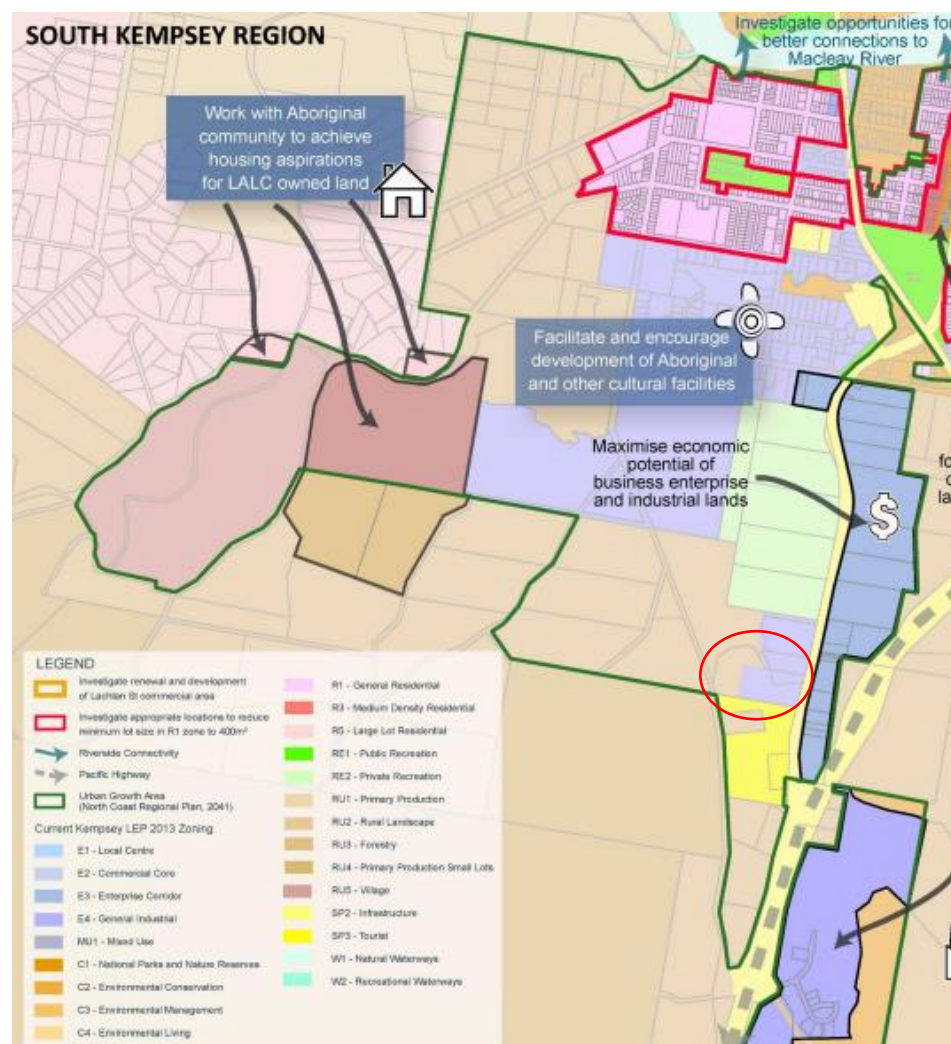 SOUTH KEMPSEY REGION
Investigate opportunities for
better connections to
Macleay River
Work with Aboriginal
community to achieve
housing aspirations
for LALC owned land
Facilitate and encourage
development of Aboriginal
and other cultural facilities
Maximise economic
potential of
business enterprise
and industrial lands
$
fo
la
LEGEND
Investigate renewal and development
of Lachlan St commercial area
Investigate appropriate locations to reduce
minimum lot size in R1 zone to 400m²
Riverside Connectivity
Pacific Highway
Urban Growth Area
(North Coast Regional Plan, 2041)
Current Kempsey LEP 2013 Zoning
E1 - Local Centre
E2 - Commercial Core
E3 - Enterprise Corridor
E4 - General Industrial
MU1 - Mixed Use
C1 - National Parks and Nature Reserves
C2 - Environmental Conservation
C3 - Environmental Management
C4 - Environmental Living
R1 - General Residential
R3 - Medium Density Residential
R5 - Large Lot Residential
RE1 - Public Recreation
RE2 - Private Recreation
RU1 - Primary Production
RU2 - Rural Landscape
RU3 - Forestry
RU4 - Primary Production Small Lots
RU5 - Village
SP2 - Infrastructure
SP3 - Tourist
W1 - Natural Waterways
W2 - Recreational Waterways